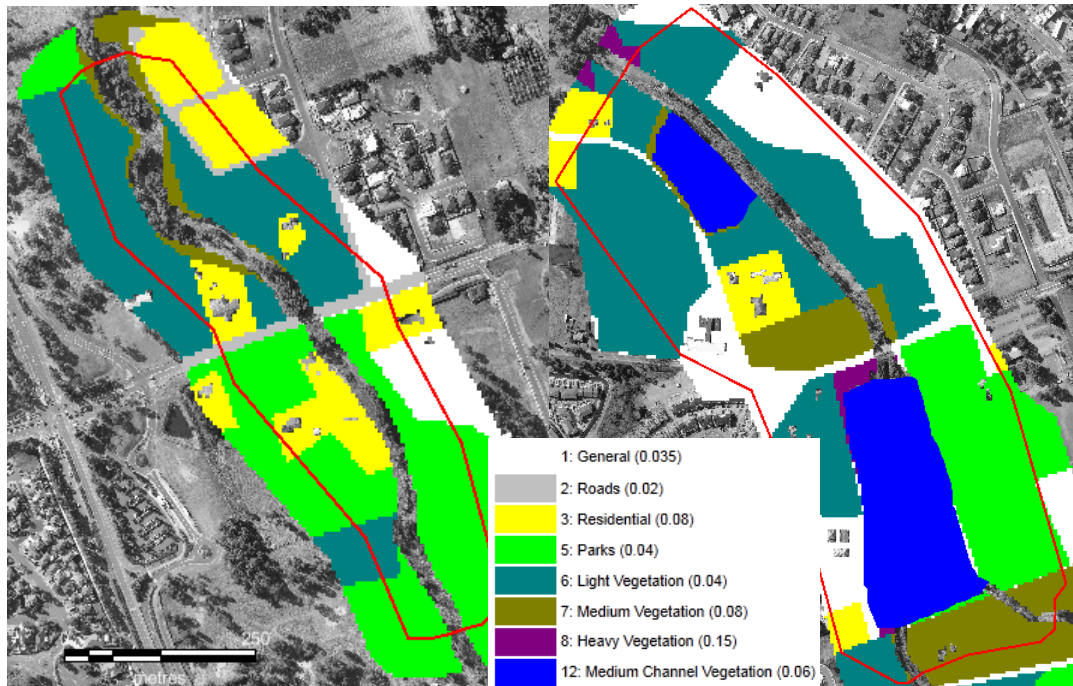 1: General (0.035)
2: Roads (0.02)
3: Residential (0.08)
5: Parks (0.04)
6: Light Vegetation (0.04)
7: Medium Vegetation (0.08)
8: Heavy Vegetation (0.15)
12: Medium Channel Vegetation (0.06)
0 250
metres